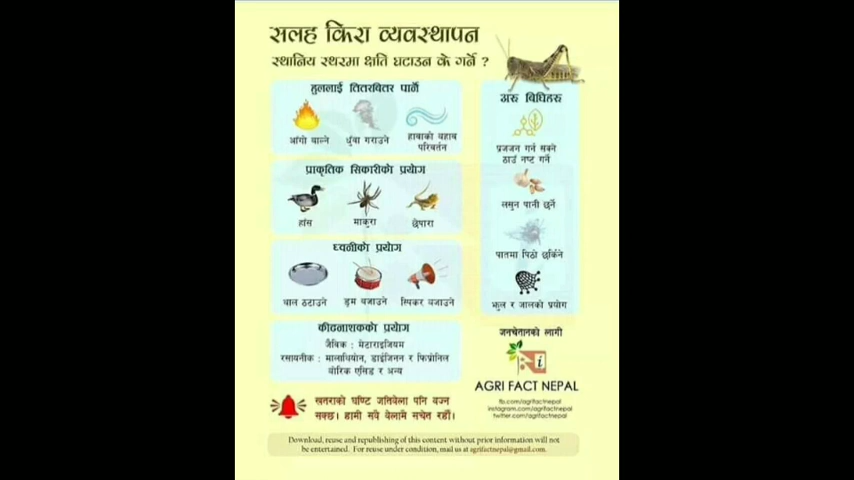 सलह किरा व्यवस्थापन
स्थानिय स्थरमा क्षति घटाउन के गर्ने ?
हुललाई तितरबितर पार्ने
आँगो बाल्ने
धुँवा गराउने
हावाको बहाब
परिवर्तन
प्राकृतिक सिकारीको प्रयोग
हाँस
माकुरा
छेपारा
ध्वनीको प्रयोग
थाल ठटाउने
ड्रम बजाउने
स्पिकर बजाउने
कीटनाशकको प्रयोग
जैविक : मेटाराइजियम
रसायनीक : मालाथियोन, डाईजिनन र फिप्रोनिल
बोरिक एसिड र अन्य
खतराको घण्टि जतिबेला पनि बज्न
सक्छ। हामी सबै बेलामै सचेत रहौं।
अरु बिधिहरु
प्रजजन गर्न सक्ने
ठाउँ नष्ट गर्ने
लसुन पानी छर्ने
पातमा पिठो छर्किने
झुल र जालको प्रयोग
जनचेतानको लागी
i
AGRI FACT NEPAL
fb.com/agrifactnepal
instagram.com/agrifactnepal
twitter.com/agrifactnepal
Download, reuse and republishing of this content without prior information will not
be entertained. For reuse under condition, mail us at agrifactnepal@gmail.com.